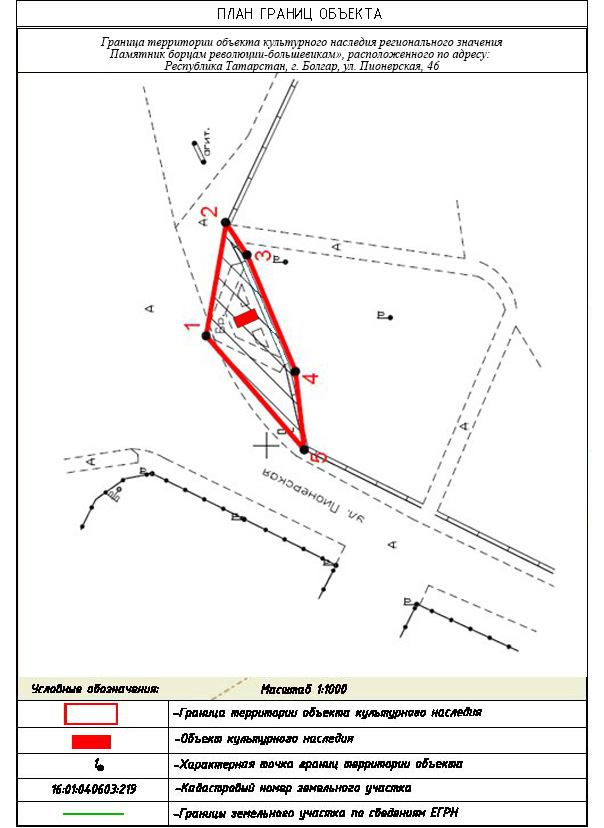 ПЛАН ГРАНИЦ ОБЪЕКТА
Граница территории объекта культурного наследия регионального значения
"Памятник борцам революции-большевикам», расположенного по адресу:
Республика Татарстан, г. Болгар, ул. Пионерская, 46
огит.
2
А
3
А
р
А
1
БР.
р
4
А
5
А
р
ул. Пионерская
р
А
р
Условные обозначения:
Масштаб 1:1000
-Граница территории объекта культурного наследия
-Объект культурного наследия
1
-Характерная точка границ территории объекта
16:01:040603:219
-Кадастровый номер земельного участка
-Границы земельного участка по сведениям ЕГРН